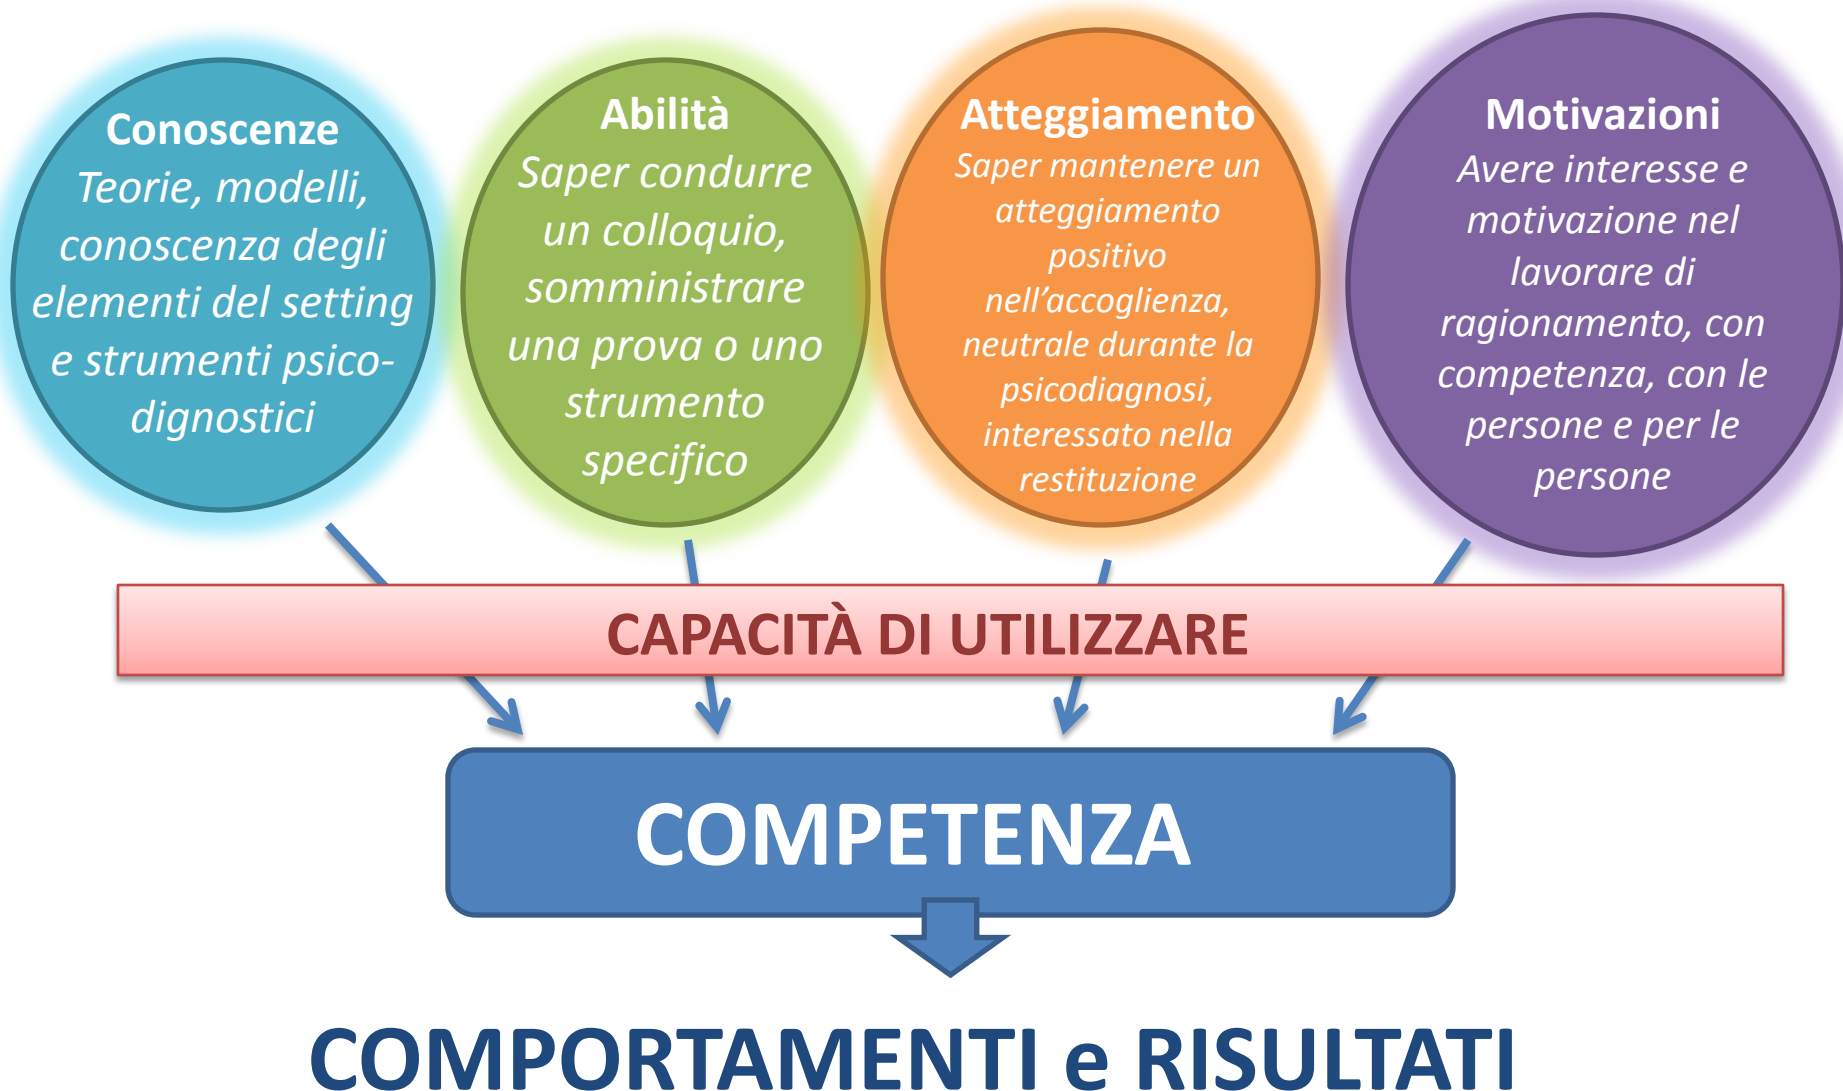 Conoscenze
Teorie, modelli,
conoscenza degli
elementi del setting
e strumenti psico-
dignostici
Abilità
Saper condurre
un colloquio,
somministrare
una prova o uno
strumento
specifico
Atteggiamento
Saper mantenere un
atteggiamento
positivo
nell’accoglienza,
neutrale durante la
psicodiagnosi,
interessato nella
restituzione
Motivazioni
Avere interesse e
motivazione nel
lavorare di
ragionamento, con
competenza, con le
persone e per le
persone
CAPACITÀ DI UTILIZZARE
COMPETENZA
COMPORTAMENTI e RISULTATI